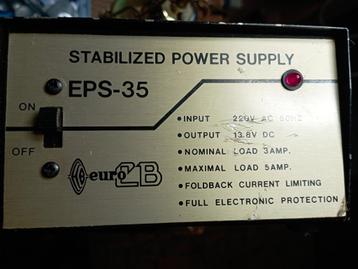 STABILIZED POWER SUPPLY
EPS-35
ON
OFF
• INPUT 220V AC 50HZ
• OUTPUT 13.8V DC
• NOMINAL LOAD 3AMP.
• MAXIMAL LOAD 5AMP.
• FOLDBACK CURRENT LIMITING
• FULL ELECTRONIC PROTECTION
euro CB